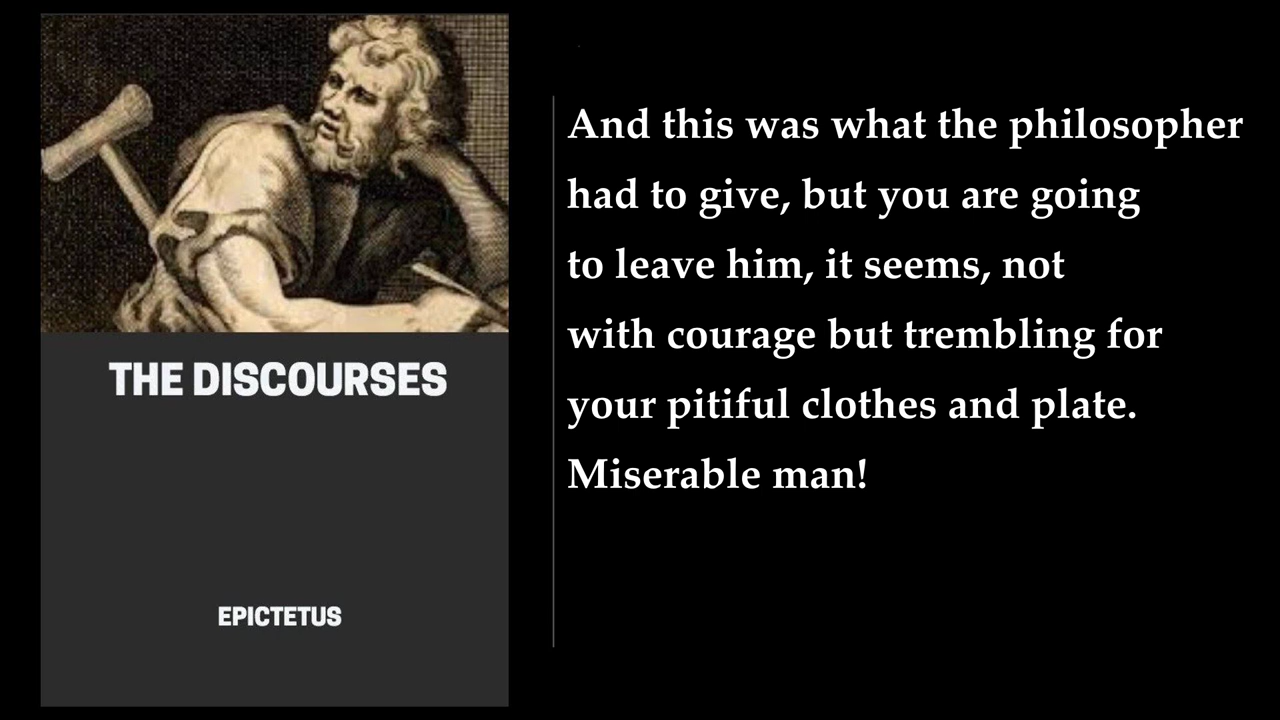 THE DISCOURSES
EPICTETUS
And this was what the philosopher
had to give, but you are going
to leave him, it seems, not
with courage but trembling for
your pitiful clothes and plate.
Miserable man!